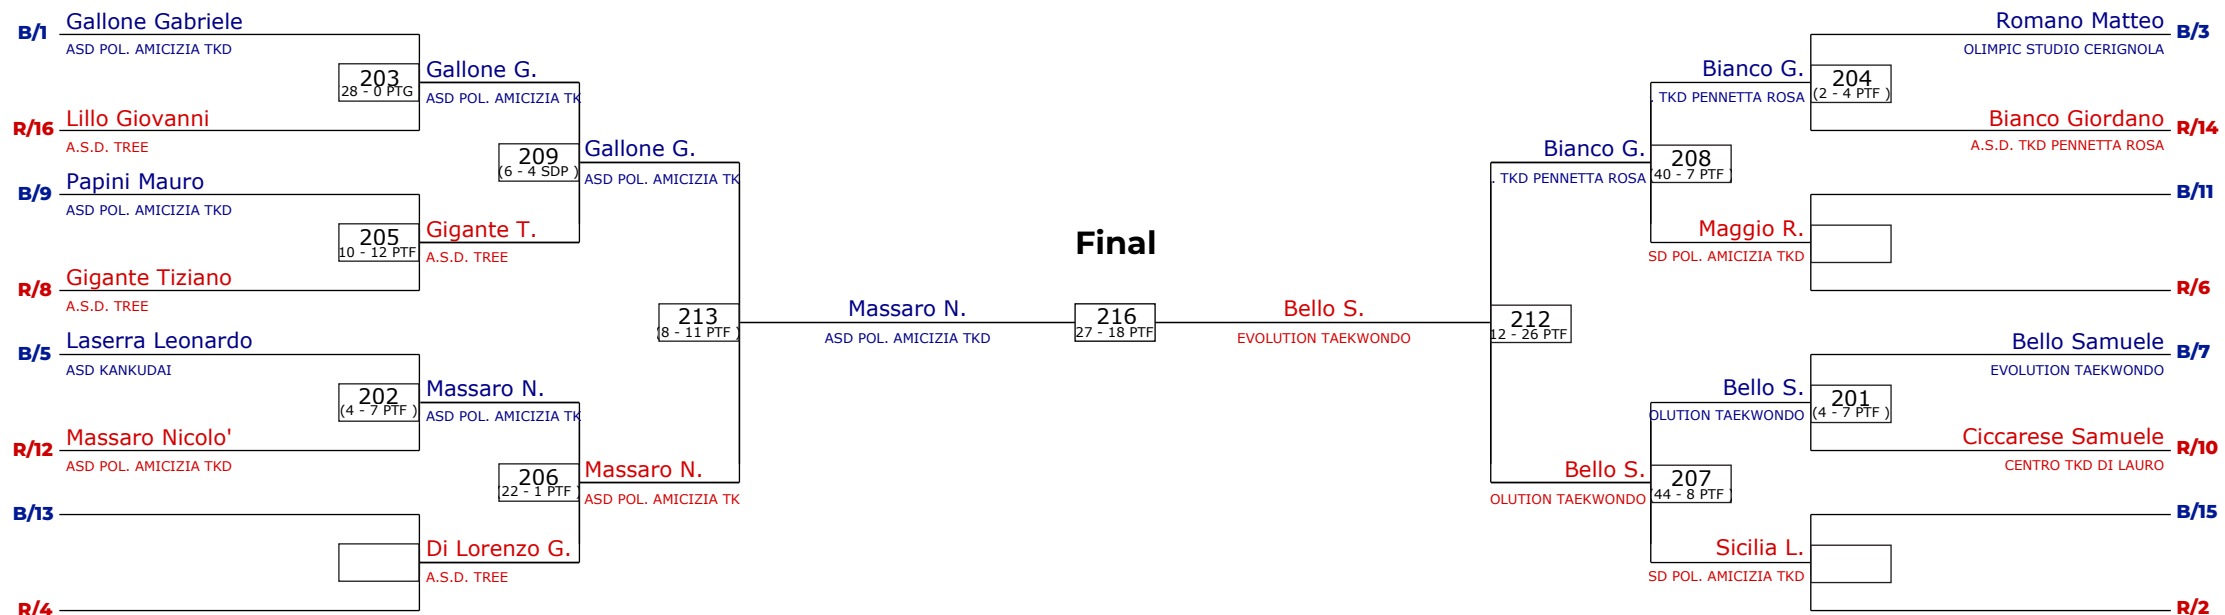 B/1
Gallone Gabriele
ASD POL. AMICIZIA TKD
203
28 - 0 PTG
Gallone G.
ASD POL. AMICIZIA TK
R/16
Lillo Giovanni
A.S.D. TREE
209
(6 - 4 SDP )
Gallone G.
ASD POL. AMICIZIA TK
B/9
Papini Mauro
ASD POL. AMICIZIA TKD
205
10 - 12 PTF
Gigante T.
A.S.D. TREE
R/8
Gigante Tiziano
A.S.D. TREE
213
(8 - 11 PTF )
B/5
Laserra Leonardo
ASD KANKUDAI
202
(4 - 7 PTF )
Massaro N.
ASD POL. AMICIZIA TK
R/12
Massaro Nicolo'
ASD POL. AMICIZIA TKD
206
(22 - 1 PTF )
Massaro N.
ASD POL. AMICIZIA TK
B/13
Di Lorenzo G.
A.S.D. TREE
R/4
Final
Massaro N.
ASD POL. AMICIZIA TKD
216
27 - 18 PTF
Bello S.
EVOLUTION TAEKWONDO
Romano Matteo
B/3
OLIMPIC STUDIO CERIGNOLA
Bianco G.
. TKD PENNETTA ROSA
204
(2 - 4 PTF )
Bianco Giordano
R/14
A.S.D. TKD PENNETTA ROSA
Bianco G.
. TKD PENNETTA ROSA
208
(40 - 7 PTF )
B/11
Maggio R.
SD POL. AMICIZIA TKD
R/6
212
12 - 26 PTF
Bello Samuele
B/7
EVOLUTION TAEKWONDO
Bello S.
OLUTION TAEKWONDO
201
(4 - 7 PTF )
Ciccarese Samuele
R/10
CENTRO TKD DI LAURO
Bello S.
OLUTION TAEKWONDO
207
(44 - 8 PTF )
B/15
Sicilia L.
SD POL. AMICIZIA TKD
R/2